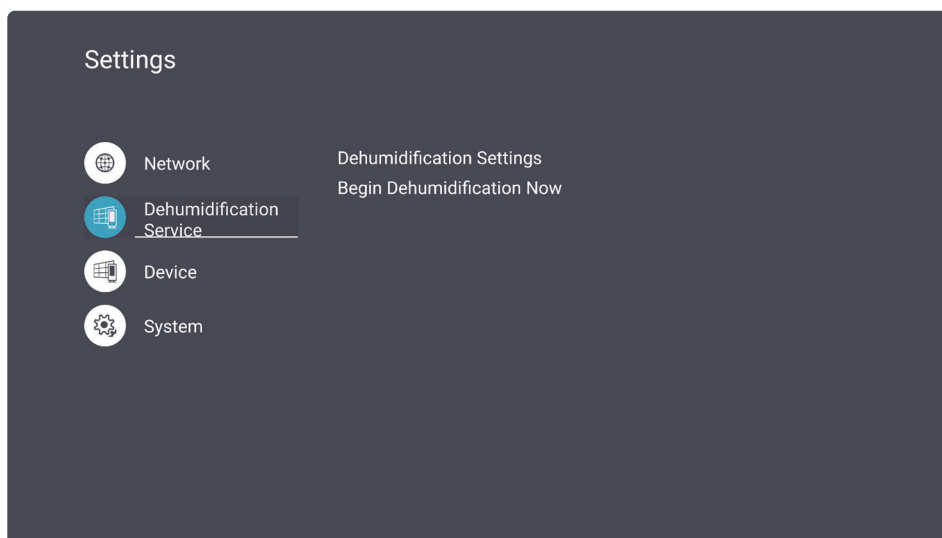 Settings
Network
Dehumidification
Service
Device
System
Dehumidification Settings
Begin Dehumidification Now